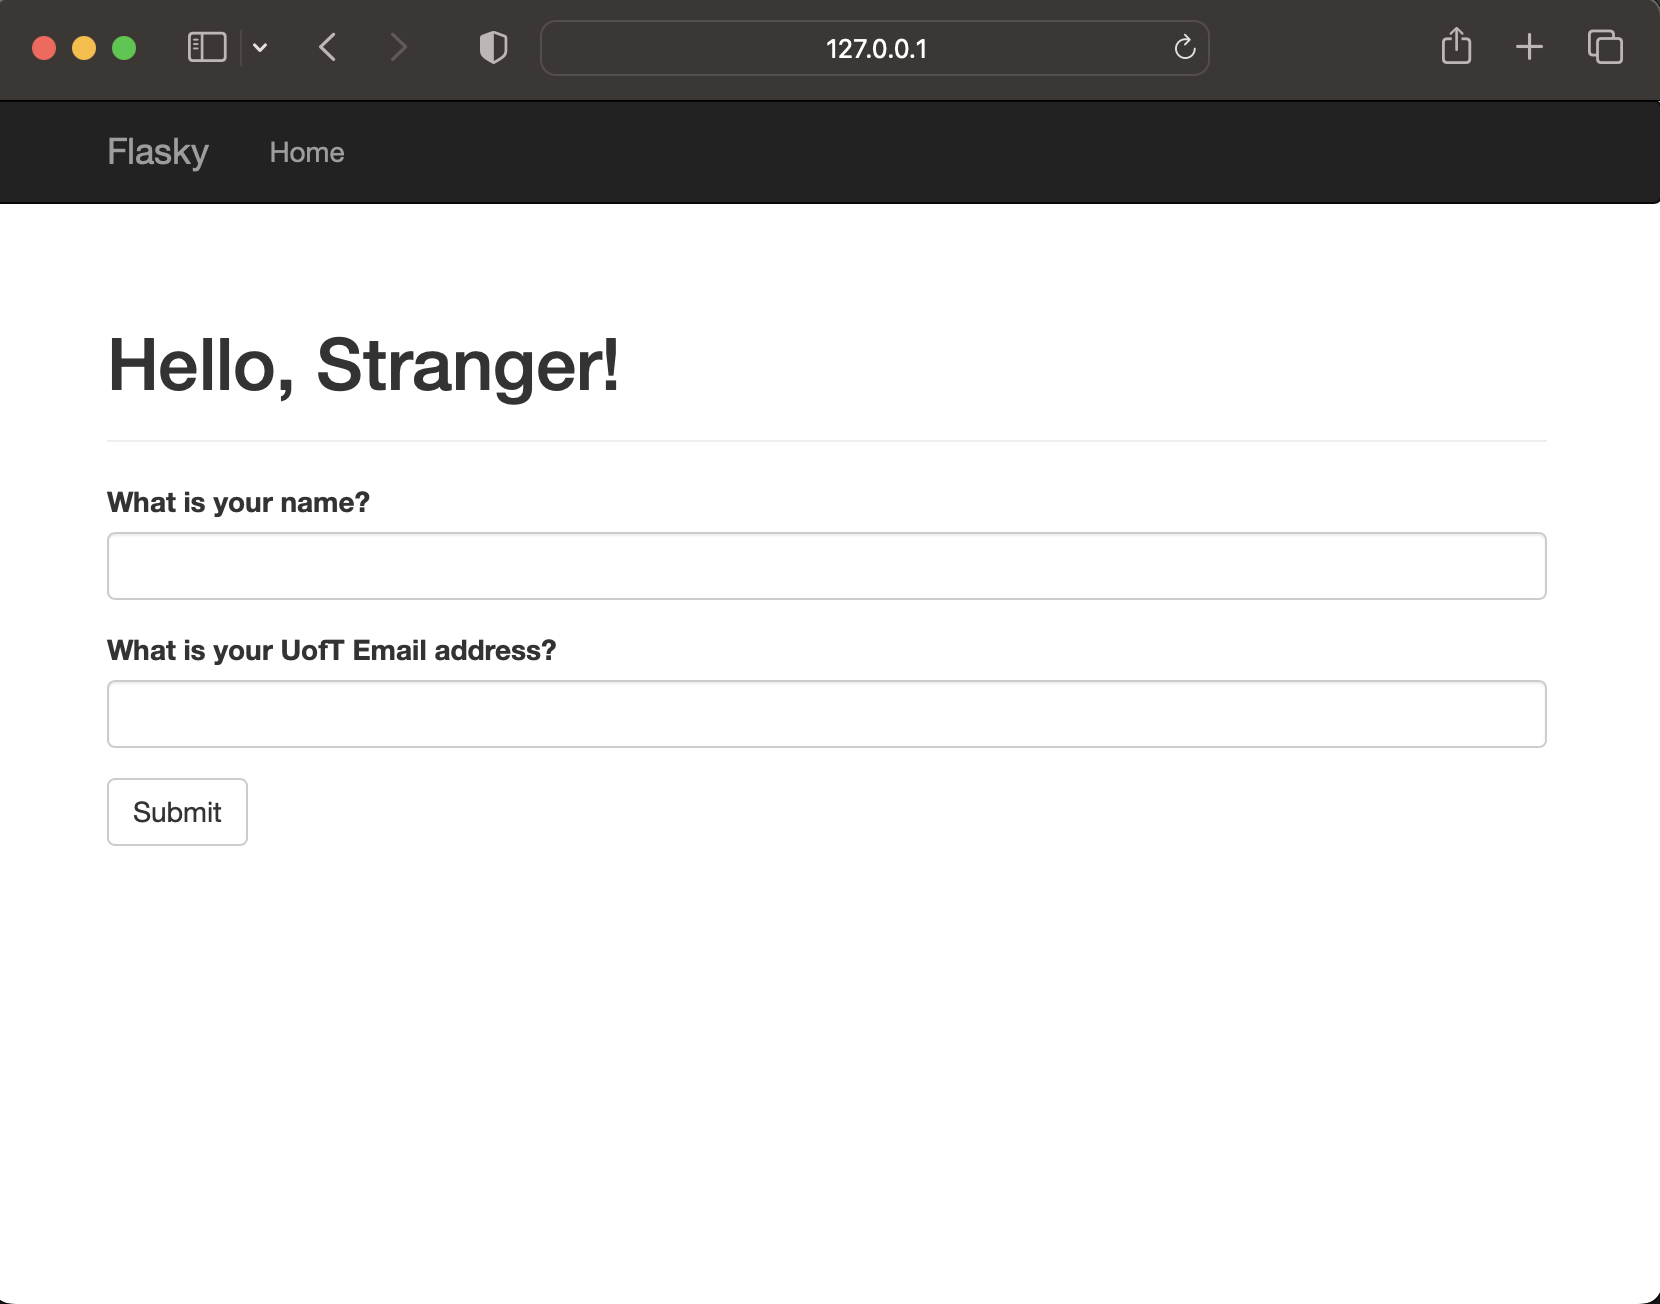 127.0.0.1
Flasky Home
Hello, Stranger!
What is your name?
What is your UofT Email address?
Submit